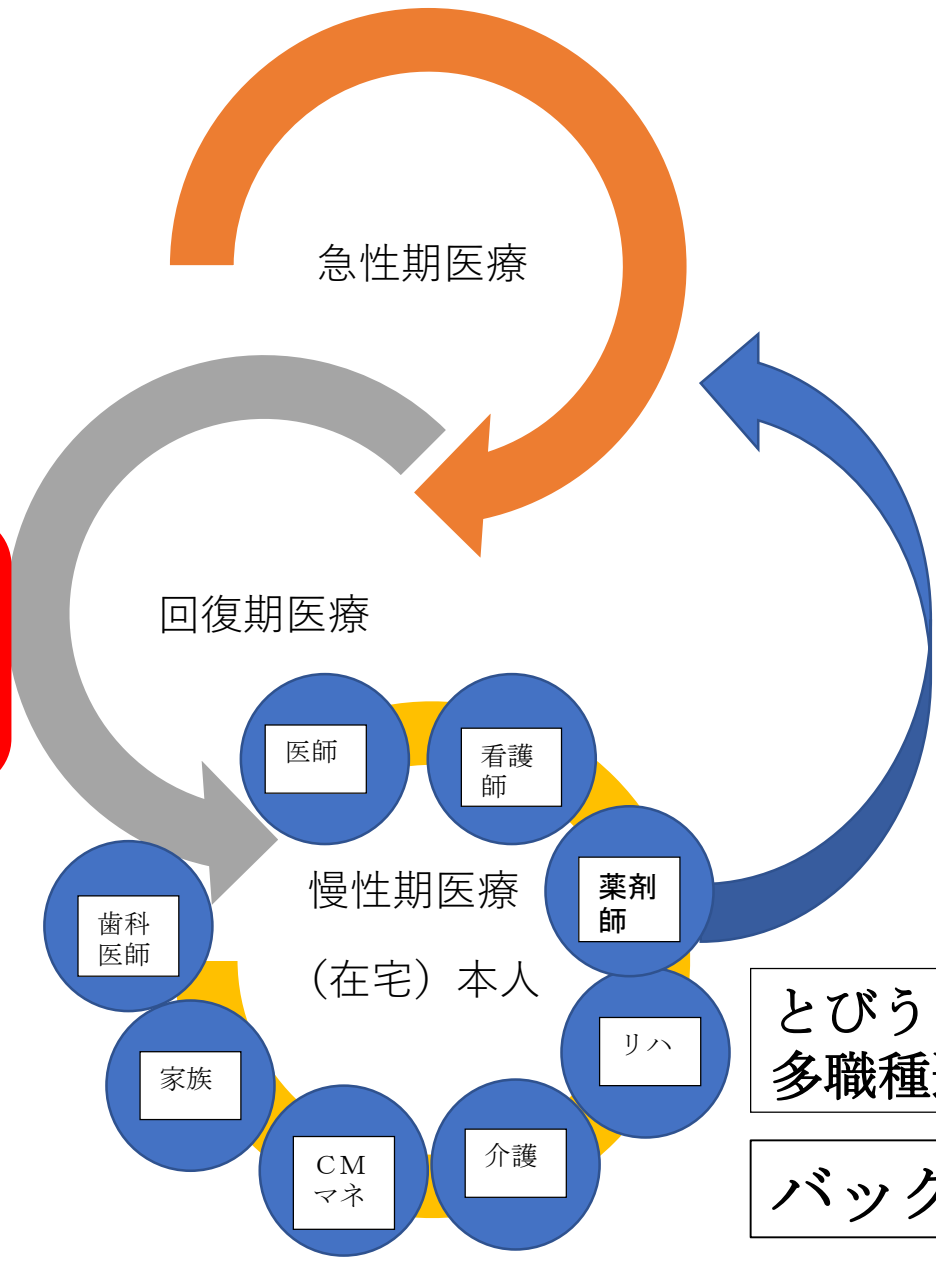 急性期医療
回復期医療
医師
看護
師
慢性期医療
(在宅)本人
薬剤
師
歯科
医師
リハ
家族
CM
マネ
介護
とびう
多職種
バック